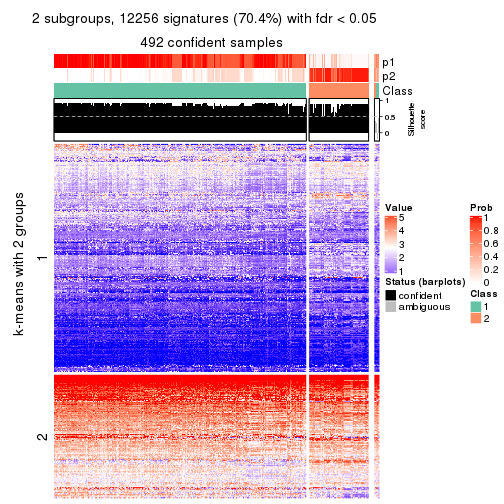 2 subgroups, 12256 signatures (70.4%) with fdr < 0.05
492 confident samples
p1
p2
Class
1
0.5
0
Silhouette
score
k-means with 2 groups
1
2
Value
5
4
3
2
1
Status (barplots)
confident
ambiguous
Prob
1
0.8
0.6
0.4
0.2
0
Class
1
2